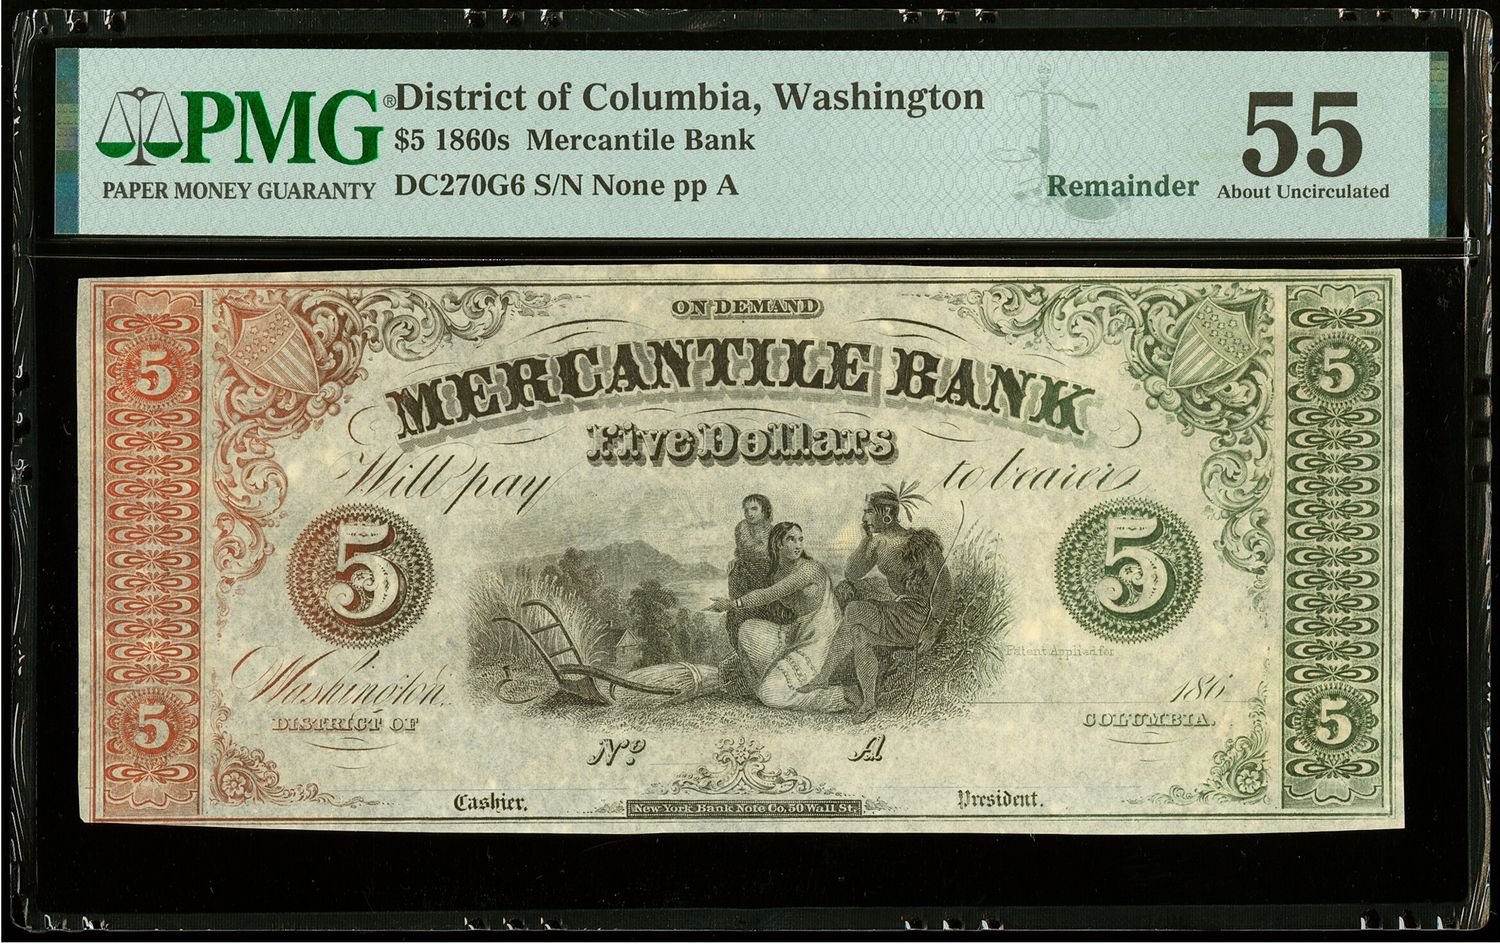 PMG®
PAPER MONEY GUARANTY
District of Columbia, Washington
$5 1860s Mercantile Bank
DC270G6 S/N None pp A
Remainder
55
About Uncirculated
ON DEMAND
MERCANTILE BANK
Five Dollars
Will pay to bearer
5 5
5 5
Patent Applied for
Washington, 186
DISTRICT OF COLUMBIA.
5 5
No A
Cashier. New York Bank Note Co. 50 Wall St. President.